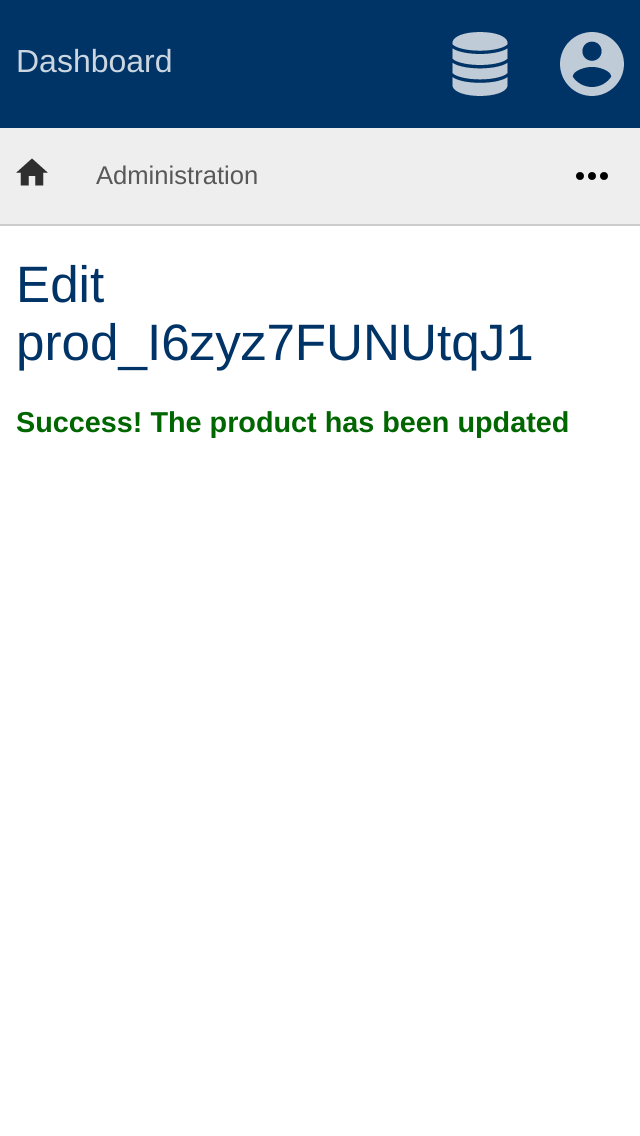 Dashboard
Administration
Edit
prod_I6zyz7FUNUtqJ1
Success! The product has been updated